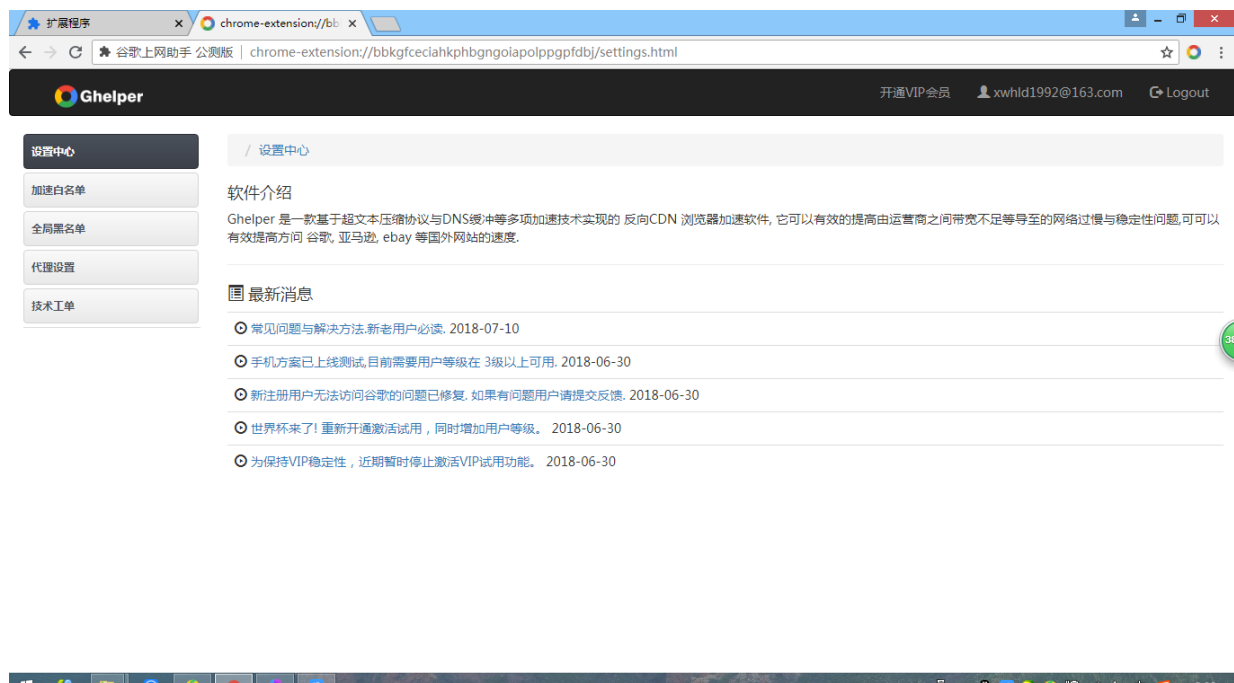 扩展程序
chrome-extension://bb
谷歌上网助手 公测版 | chrome-extension://bbkgfceciahkphbgngoiapolppgpfdbj/settings.html
Ghelper
开通VIP会员
xwhld1992@163.com
Logout
设置中心
加速白名单
全局黑名单
代理设置
技术工单
/ 设置中心
软件介绍
Ghelper 是一款基于超文本压缩协议与DNS缓冲等多项加速技术实现的 反向CDN 浏览器加速软件, 它可以有效的提高由运营商之间带宽不足等导至的网络过慢与稳定性问题,可可以
有效提高方问 谷歌, 亚马逊, ebay 等国外网站的速度.
最新消息
常见问题与解决方法.新老用户必读. 2018-07-10
手机方案已上线测试,目前需要用户等级在 3级以上可用. 2018-06-30
新注册用户无法访问谷歌的问题已修复. 如果有问题用户请提交反馈. 2018-06-30
世界杯来了! 重新开通激活试用，同时增加用户等级。 2018-06-30
为保持VIP稳定性，近期暂时停止激活VIP试用功能。 2018-06-30
38